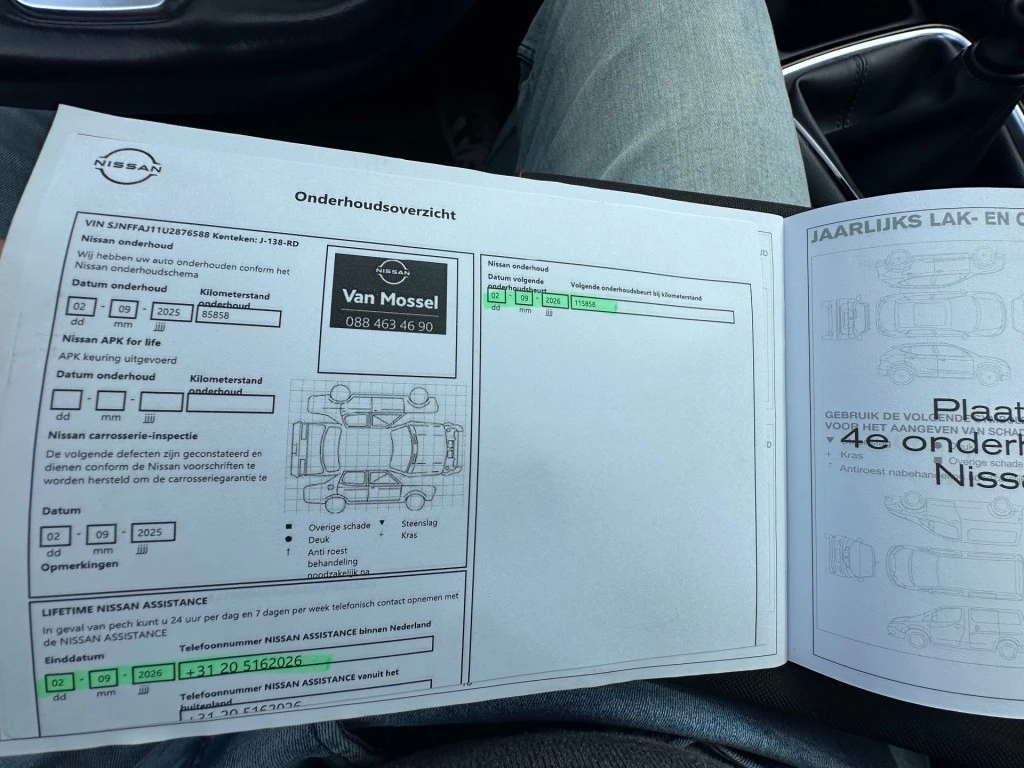 NISSAN
Onderhoudsoverzicht
VIN SJNFFAJ11U2876588 Kenteken: J-138-RD
Nissan onderhoud
Wij hebben uw auto onderhouden conform het
Nissan onderhoudschema
Datum onderhoud Kilometerstand
onderhoud
02 - 09 - 2025 85858
dd mm jjjj
Nissan APK for life
APK keuring uitgevoerd
Datum onderhoud Kilometerstand
onderhoud
- -
dd mm jjjj
Nissan carrosserie-inspectie
De volgende defecten zijn geconstateerd en
dienen conform de Nissan voorschriften te
worden hersteld om de carrosseriegarantie te
Datum
02 - 09 - 2025
dd mm jjjj
Opmerkingen
NISSAN
Van Mossel
088 463 46 90
Overige schade ▼ Steenslag
Deuk + Kras
† Anti roest
behandeling
noodzakelijk na
LIFETIME NISSAN ASSISTANCE
In geval van pech kunt u 24 uur per dag en 7 dagen per week telefonisch contact opnemen met
de NISSAN ASSISTANCE
Einddatum Telefoonnummer NISSAN ASSISTANCE binnen Nederland
02 - 09 - 2026 +31 20 5162026
dd mm jjjj
Telefoonnummer NISSAN ASSISTANCE vanuit het
buitenland
+31 20 5162026
Nissan onderhoud
Datum volgende
onderhoudsbeurt Volgende onderhoudsbeurt bij kilometerstand
02 - 09 - 2026 115858
dd mm jjjj
JAARLIJKS LAK- EN
GEBRUIK DE VOLGENDE
VOOR HET AANGEVEN VAN
+ Kras
Overige schade
† Antiroest
Plaat
4e onderh
Nissa